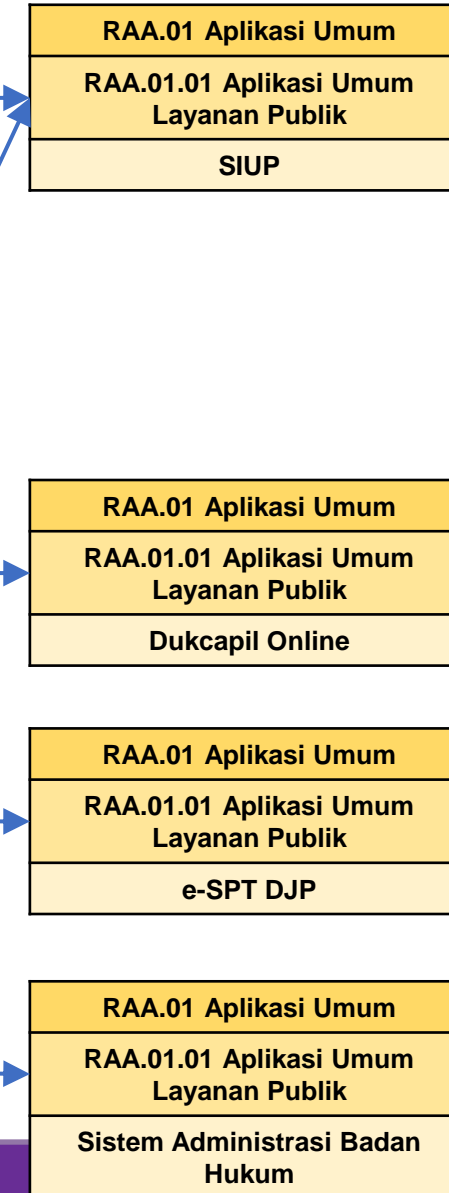 RAA.01 Aplikasi Umum
RAA.01.01 Aplikasi Umum
Layanan Publik
SIUP
RAA.01 Aplikasi Umum
RAA.01.01 Aplikasi Umum
Layanan Publik
Dukcapil Online
RAA.01 Aplikasi Umum
RAA.01.01 Aplikasi Umum
Layanan Publik
e-SPT DJP
RAA.01 Aplikasi Umum
RAA.01.01 Aplikasi Umum
Layanan Publik
Sistem Administrasi Badan
Hukum